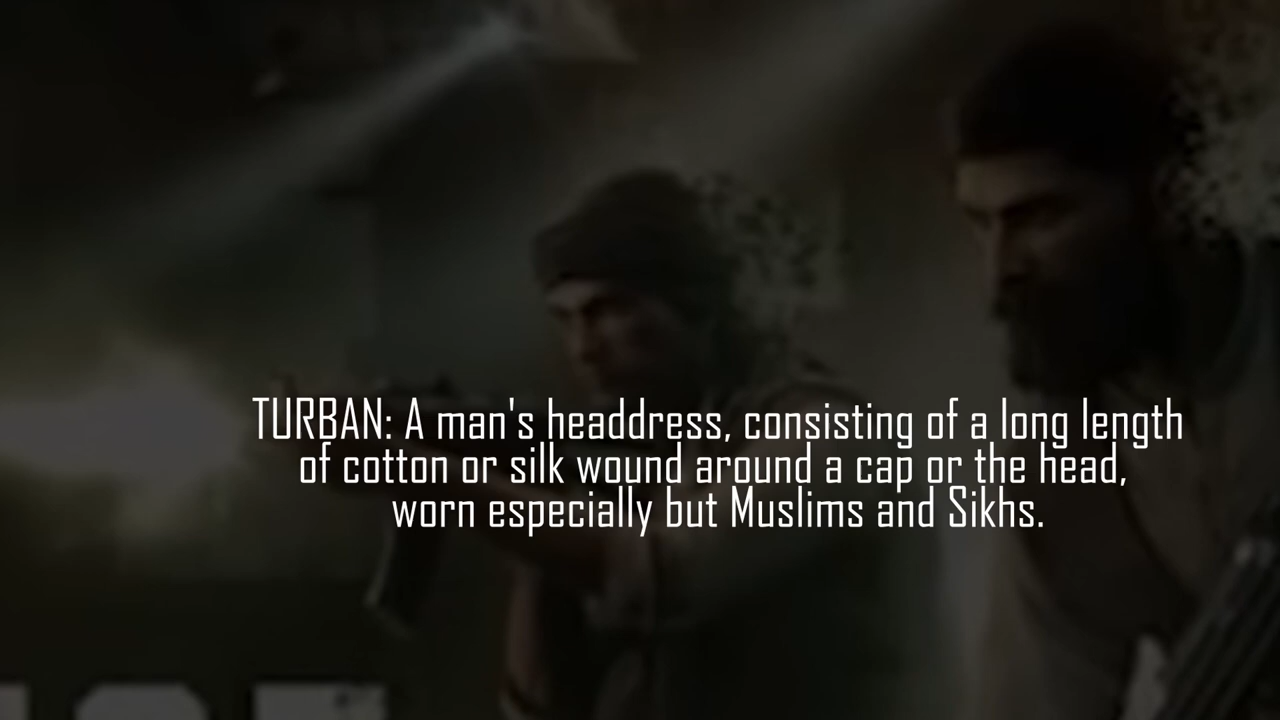 TURBAN: A man's headdress, consisting of a long length
of cotton or silk wound around a cap or the head,
worn especially but Muslims and Sikhs.